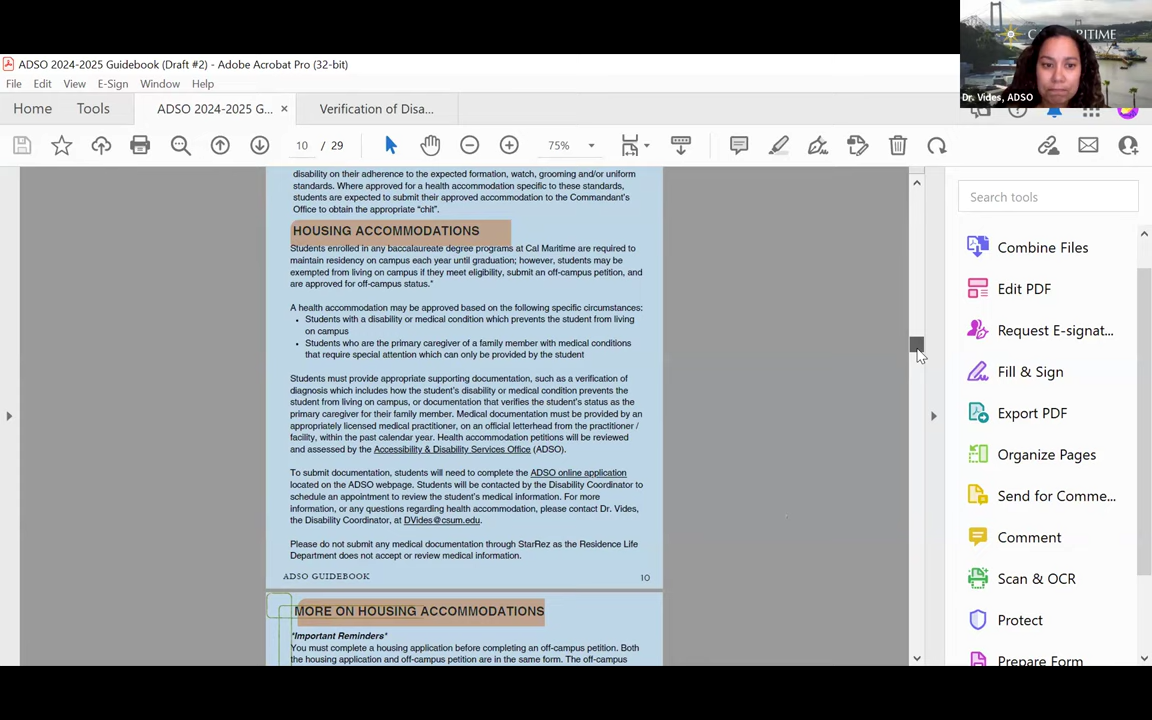 CAL MARITIME
Dr. Vides, ADSO
ADSO 2024-2025 Guidebook (Draft #2) - Adobe Acrobat Pro (32-bit)
File Edit View E-Sign Window Help
Home Tools ADSO 2024-2025 G... × Verification of Disa...
10 / 29 75%
disability on their adherence to the expected formation, watch, grooming and/or uniform
standards. Where approved for a health accommodation specific to these standards,
students are expected to submit their approved accommodation to the Commandant's
Office to obtain the appropriate "chit".
HOUSING ACCOMMODATIONS
Students enrolled in any baccalaureate degree programs at Cal Maritime are required to
maintain residency on campus each year until graduation; however, students may be
exempted from living on campus if they meet eligibility, submit an off-campus petition, and
are approved for off-campus status.*
A health accommodation may be approved based on the following specific circumstances:
• Students with a disability or medical condition which prevents the student from living
on campus
• Students who are the primary caregiver of a family member with medical conditions
that require special attention which can only be provided by the student
Students must provide appropriate supporting documentation, such as a verification of
diagnosis which includes how the student's disability or medical condition prevents the
student from living on campus, or documentation that verifies the student's status as the
primary caregiver for their family member. Medical documentation must be provided by an
appropriately licensed medical practitioner, on an official letterhead from the practitioner /
facility, within the past calendar year. Health accommodation petitions will be reviewed
and assessed by the Accessibility & Disability Services Office (ADSO).
To submit documentation, students will need to complete the ADSO online application
located on the ADSO webpage. Students will be contacted by the Disability Coordinator to
schedule an appointment to review the student's medical information. For more
information, or any questions regarding health accommodation, please contact Dr. Vides,
the Disability Coordinator, at DVides@csum.edu.
Please do not submit any medical documentation through StarRez as the Residence Life
Department does not accept or review medical information.
ADSO GUIDEBOOK 10
MORE ON HOUSING ACCOMMODATIONS
*Important Reminders*
You must complete a housing application before completing an off-campus petition. Both
the housing application and off-campus petition are in the same form. The off-campus
Search tools
Combine Files
Edit PDF
Request E-signat...
Fill & Sign
Export PDF
Organize Pages
Send for Comme...
Comment
Scan & OCR
Protect
Prepare Form